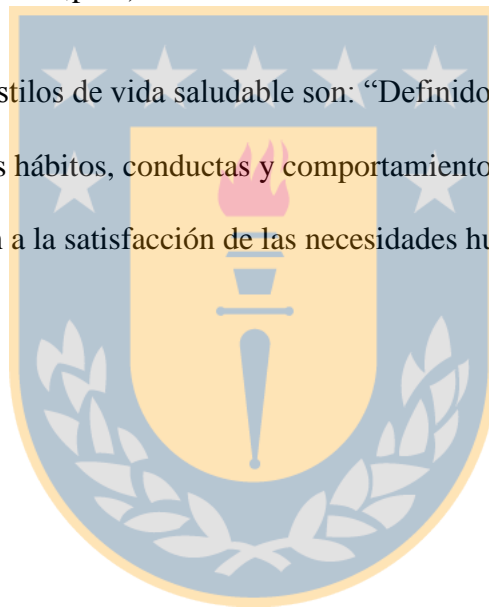 stilos de vida saludable son: “Definido
s hábitos, conductas y comportamiento
a la satisfacción de las necesidades hu